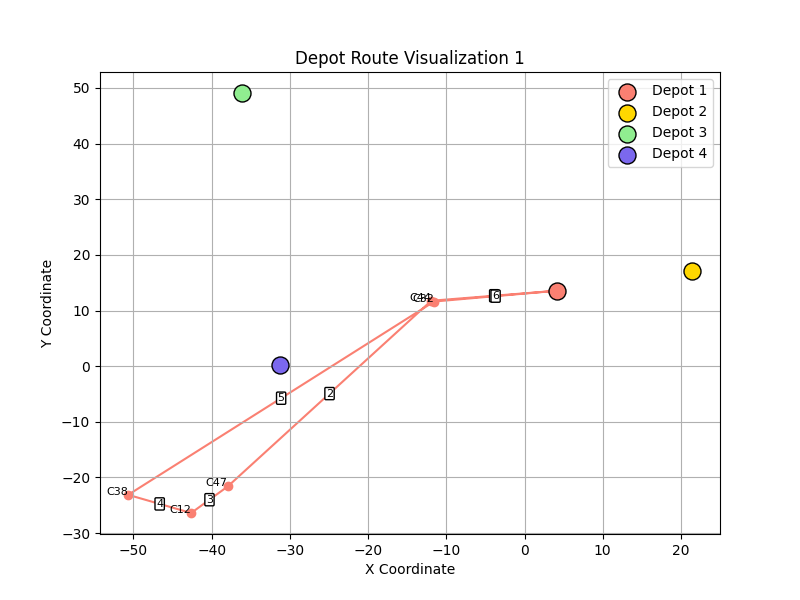 Depot Route Visualization 1
Depot 1
Depot 2
Depot 3
Depot 4
Y Coordinate
50
40
30
20
10
0
−10
−20
−30
C44
6
5
2
C38
4
C12
3
C47
−50
−40
−30
−20
−10
0
10
20
X Coordinate